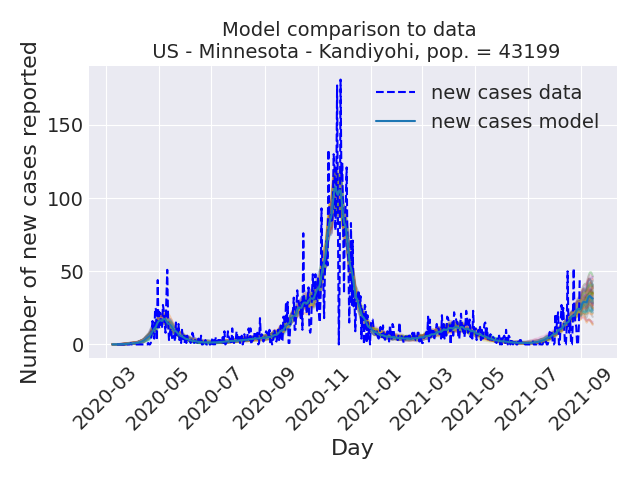 Model comparison to data
US - Minnesota - Kandiyohi, pop. = 43199
Number of new cases reported
150
100
50
0
new cases data
new cases model
2020-03
2020-05
2020-07
2020-09
2020-11
2021-01
2021-03
2021-05
2021-07
2021-09
Day